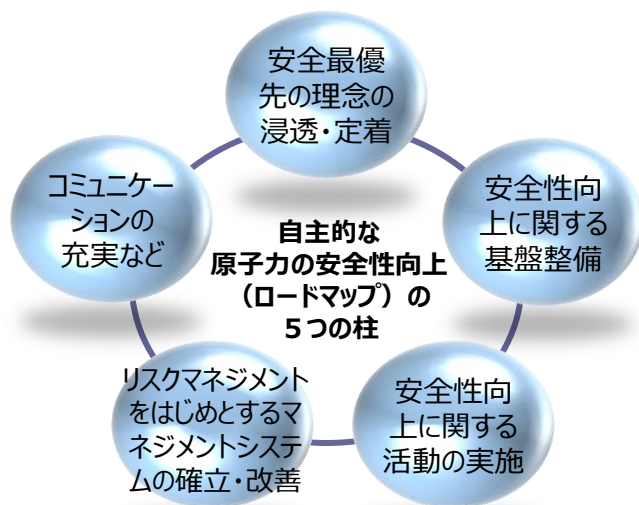 安全最優
先の理念の
浸透・定着
コミュニケー
ションの
充実など
安全性向
上に関する
基盤整備
自主的な
原子力の安全性向上
（ロードマップ）の
５つの柱
リスクマネジメント
をはじめとするマ
ネジメントシステ
ムの確立・改善
安全性向
上に関する
活動の実施